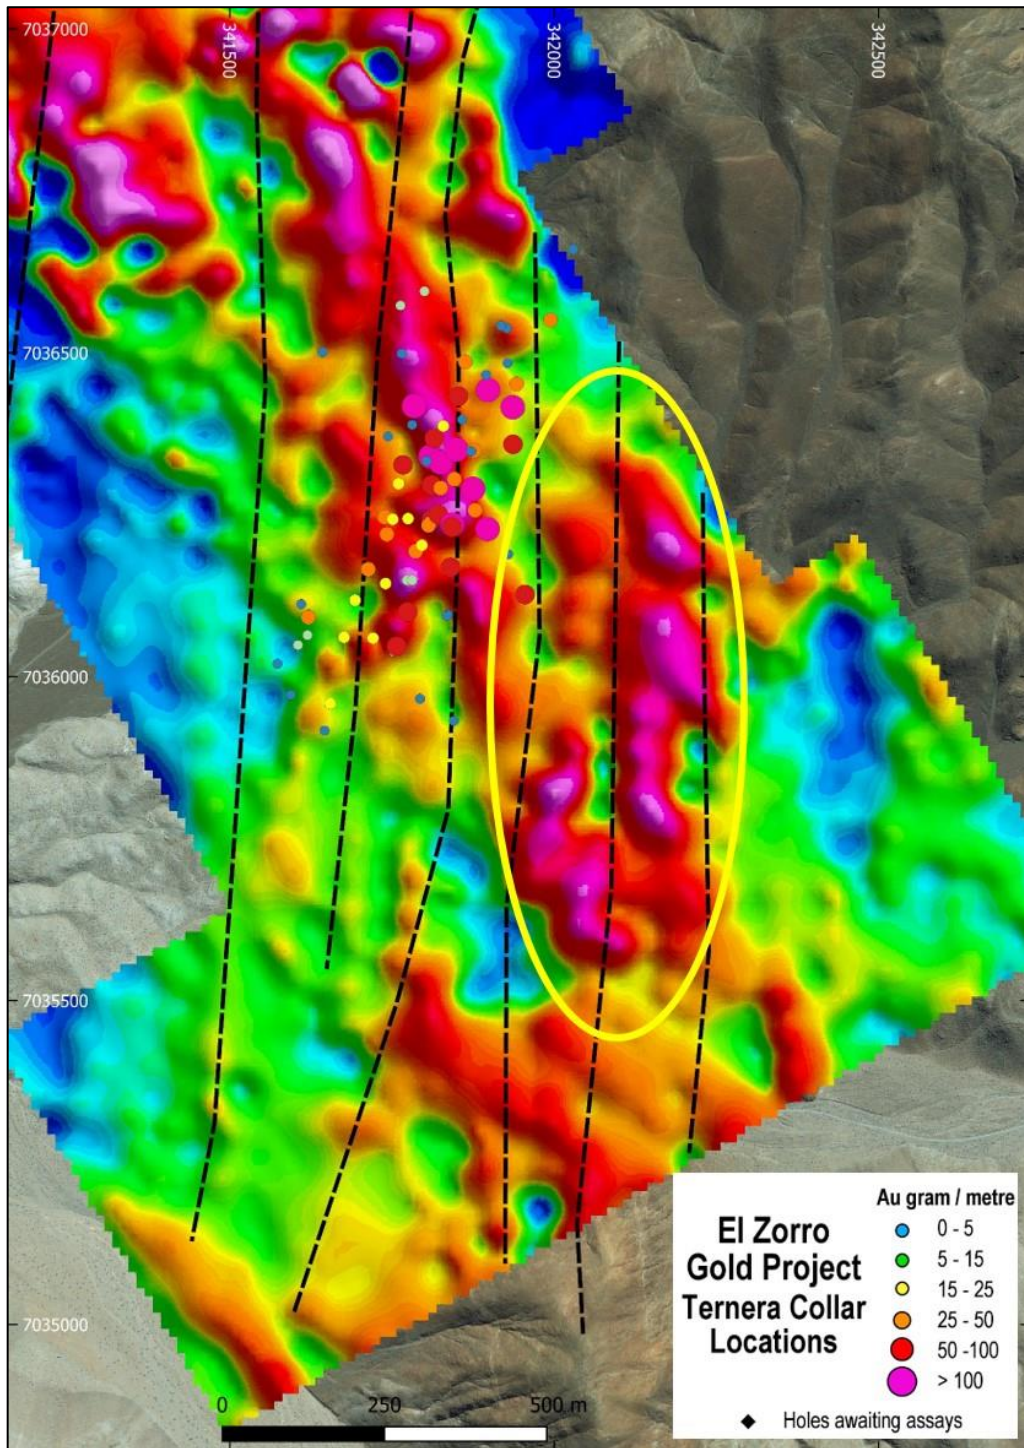 7037000
341500
342000
342500
7036500
7036000
7035500
7035000
El Zorro
Gold Project
Ternera Collar
Locations
Au gram / metre
0 - 5
5 - 15
15 - 25
25 - 50
50 -100
> 100
Holes awaiting assays
0
250
500 m